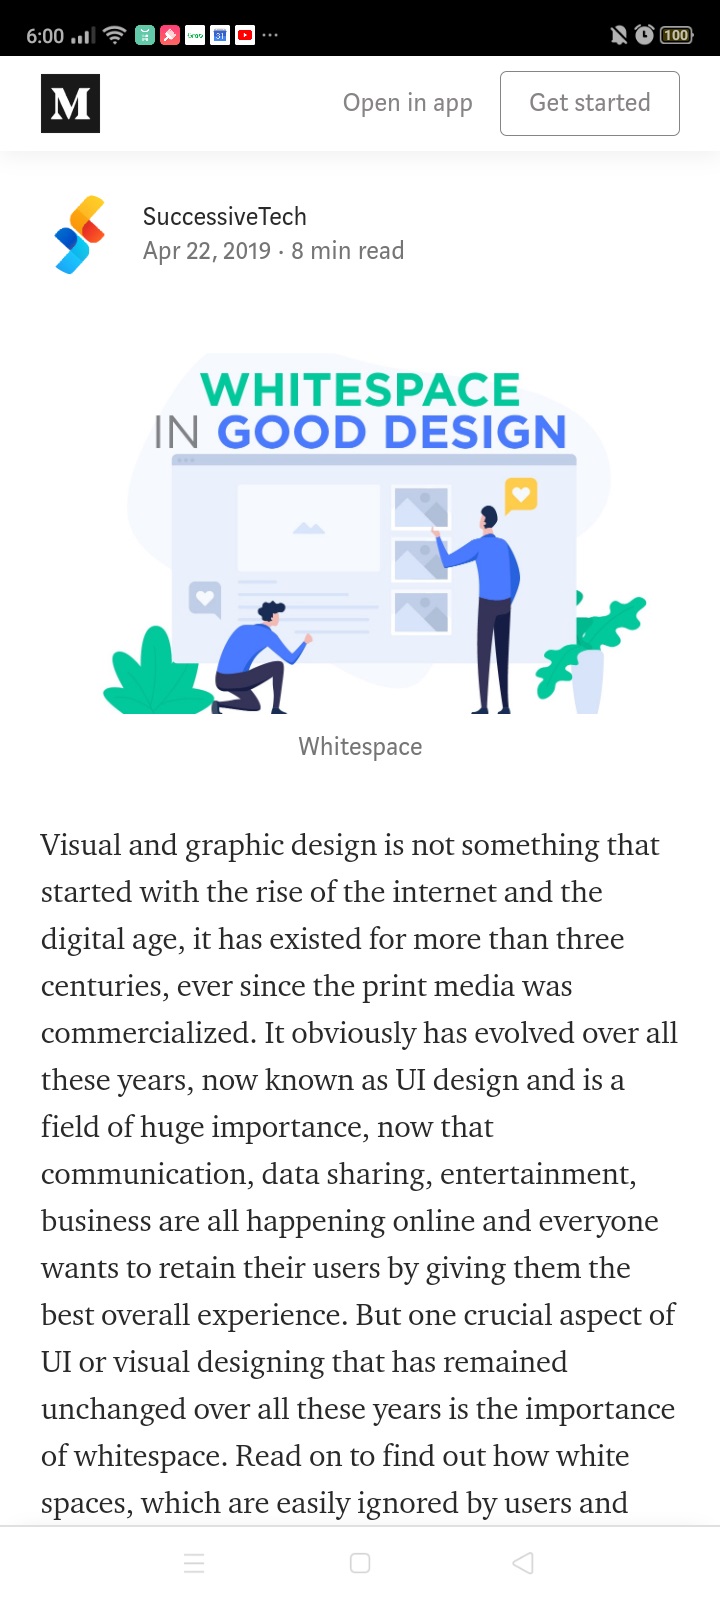 6:00
100
M
Open in app
Get started
SuccessiveTech
Apr 22, 2019 · 8 min read
WHITESPACE
IN GOOD DESIGN
Whitespace
Visual and graphic design is not something that
started with the rise of the internet and the
digital age, it has existed for more than three
centuries, ever since the print media was
commercialized. It obviously has evolved over all
these years, now known as UI design and is a
field of huge importance, now that
communication, data sharing, entertainment,
business are all happening online and everyone
wants to retain their users by giving them the
best overall experience. But one crucial aspect of
UI or visual designing that has remained
unchanged over all these years is the importance
of whitespace. Read on to find out how white
spaces, which are easily ignored by users and